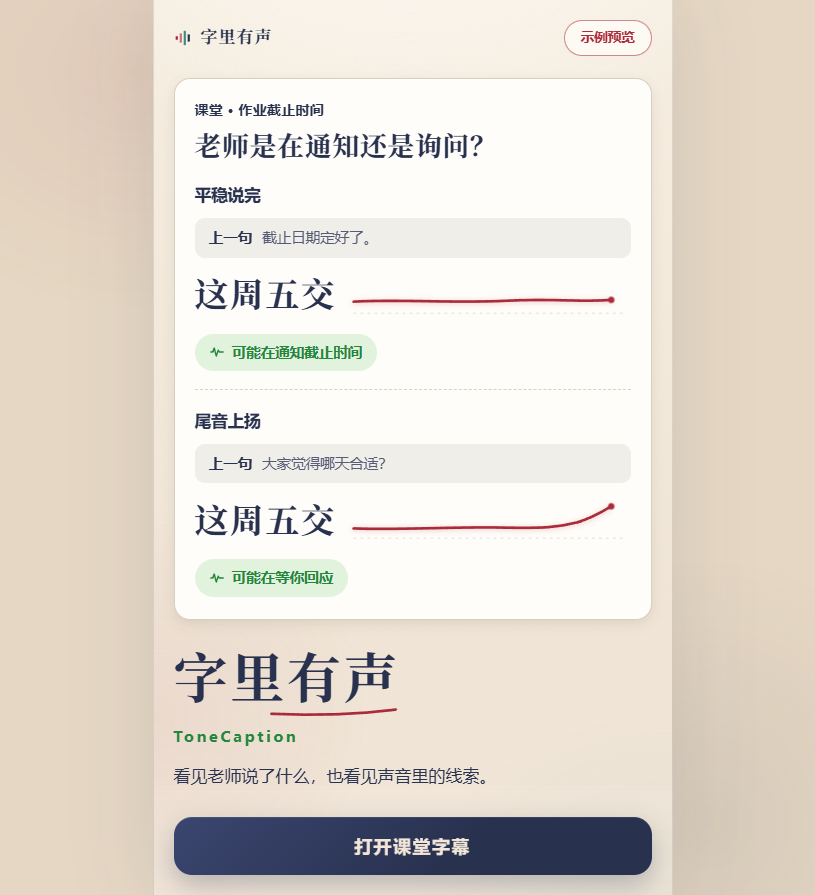 字里有声
示例预览
课堂 • 作业截止时间
老师是在通知还是询问？
平稳说完
上一句 截止日期定好了。
这周五交
可能在通知截止时间
尾音上扬
上一句 大家觉得哪天合适？
这周五交
可能在等你回应
字里有声
ToneCaption
看见老师说了什么，也看见声音里的线索。
打开课堂字幕